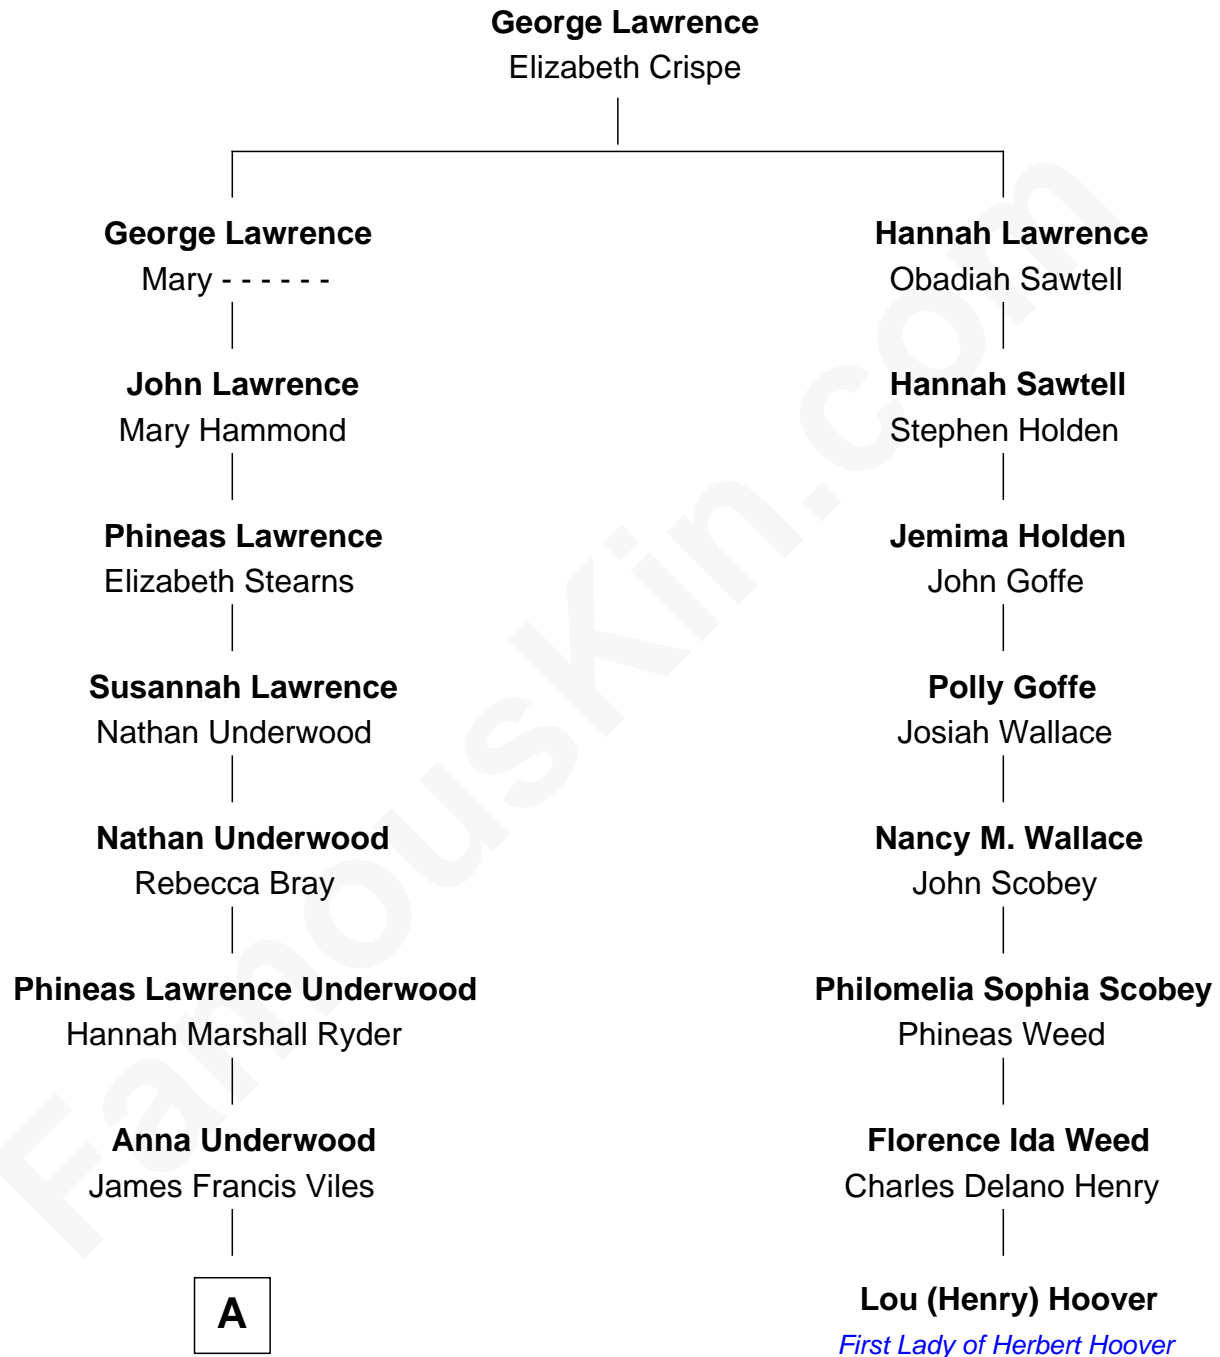 George Lawrence
Elizabeth Crispe
George Lawrence
Mary - - - - - -
John Lawrence
Mary Hammond
Phineas Lawrence
Elizabeth Stearns
Susannah Lawrence
Nathan Underwood
Nathan Underwood
Rebecca Bray
Phineas Lawrence Underwood
Hannah Marshall Ryder
Anna Underwood
James Francis Viles
A
Hannah Lawrence
Obadiah Sawtell
Hannah Sawtell
Stephen Holden
Jemima Holden
John Goffe
Polly Goffe
Josiah Wallace
Nancy M. Wallace
John Scobey
Philomelia Sophia Scobey
Phineas Weed
Florence Ida Weed
Charles Delano Henry
Lou (Henry) Hoover
First Lady of Herbert Hoover
FamousKin.com